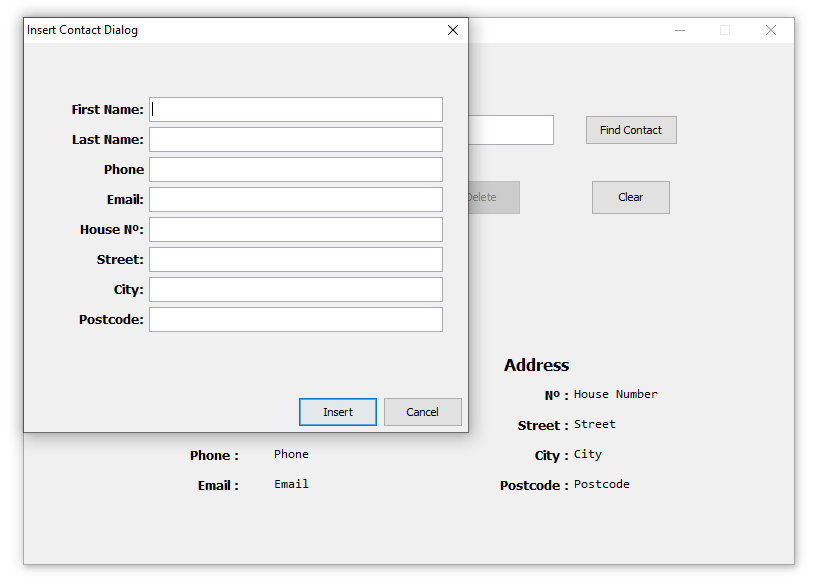 Insert Contact Dialog
First Name:
Last Name:
Phone
Email:
House Nº:
Street:
City:
Postcode:
Insert
Cancel
Find Contact
Delete
Clear
Address
Nº : House Number
Street : Street
Phone : Phone
City : City
Email : Email
Postcode : Postcode